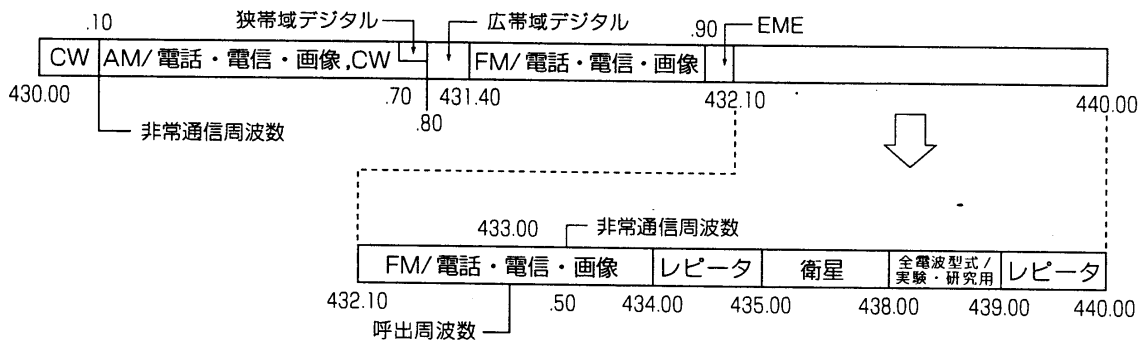 .10 狭帯域デジタル 広帯域デジタル .90 EME
CW AM/電話・電信・画像,CW FM/電話・電信・画像
430.00 .70 431.40 432.10 440.00
非常通信周波数 .80
433.00 非常通信周波数
FM/電話・電信・画像 レピータ 衛星 全電波型式/ レピータ
実験・研究用
432.10 .50 434.00 435.00 438.00 439.00 440.00
呼出周波数